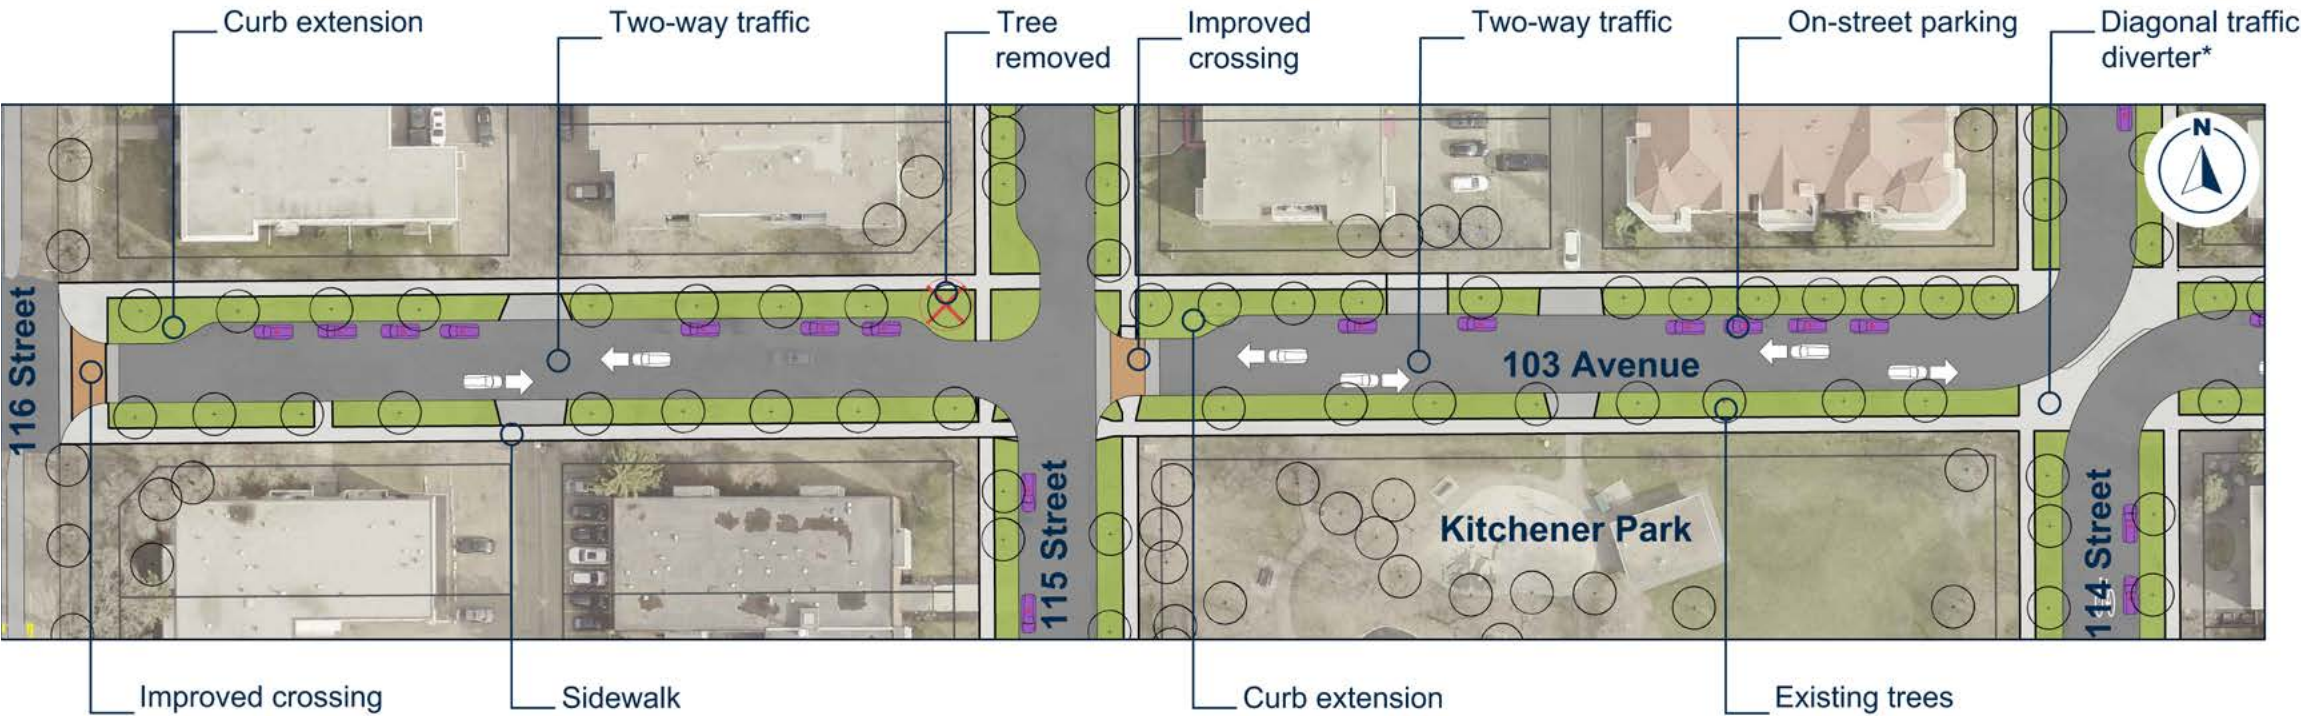 Curb extension
Two-way traffic
Tree
removed
Improved
crossing
Two-way traffic
On-street parking
Diagonal traffic
diverter*
N
116 Street
103 Avenue
115 Street
Kitchener Park
114 Street
Improved crossing
Sidewalk
Curb extension
Existing trees